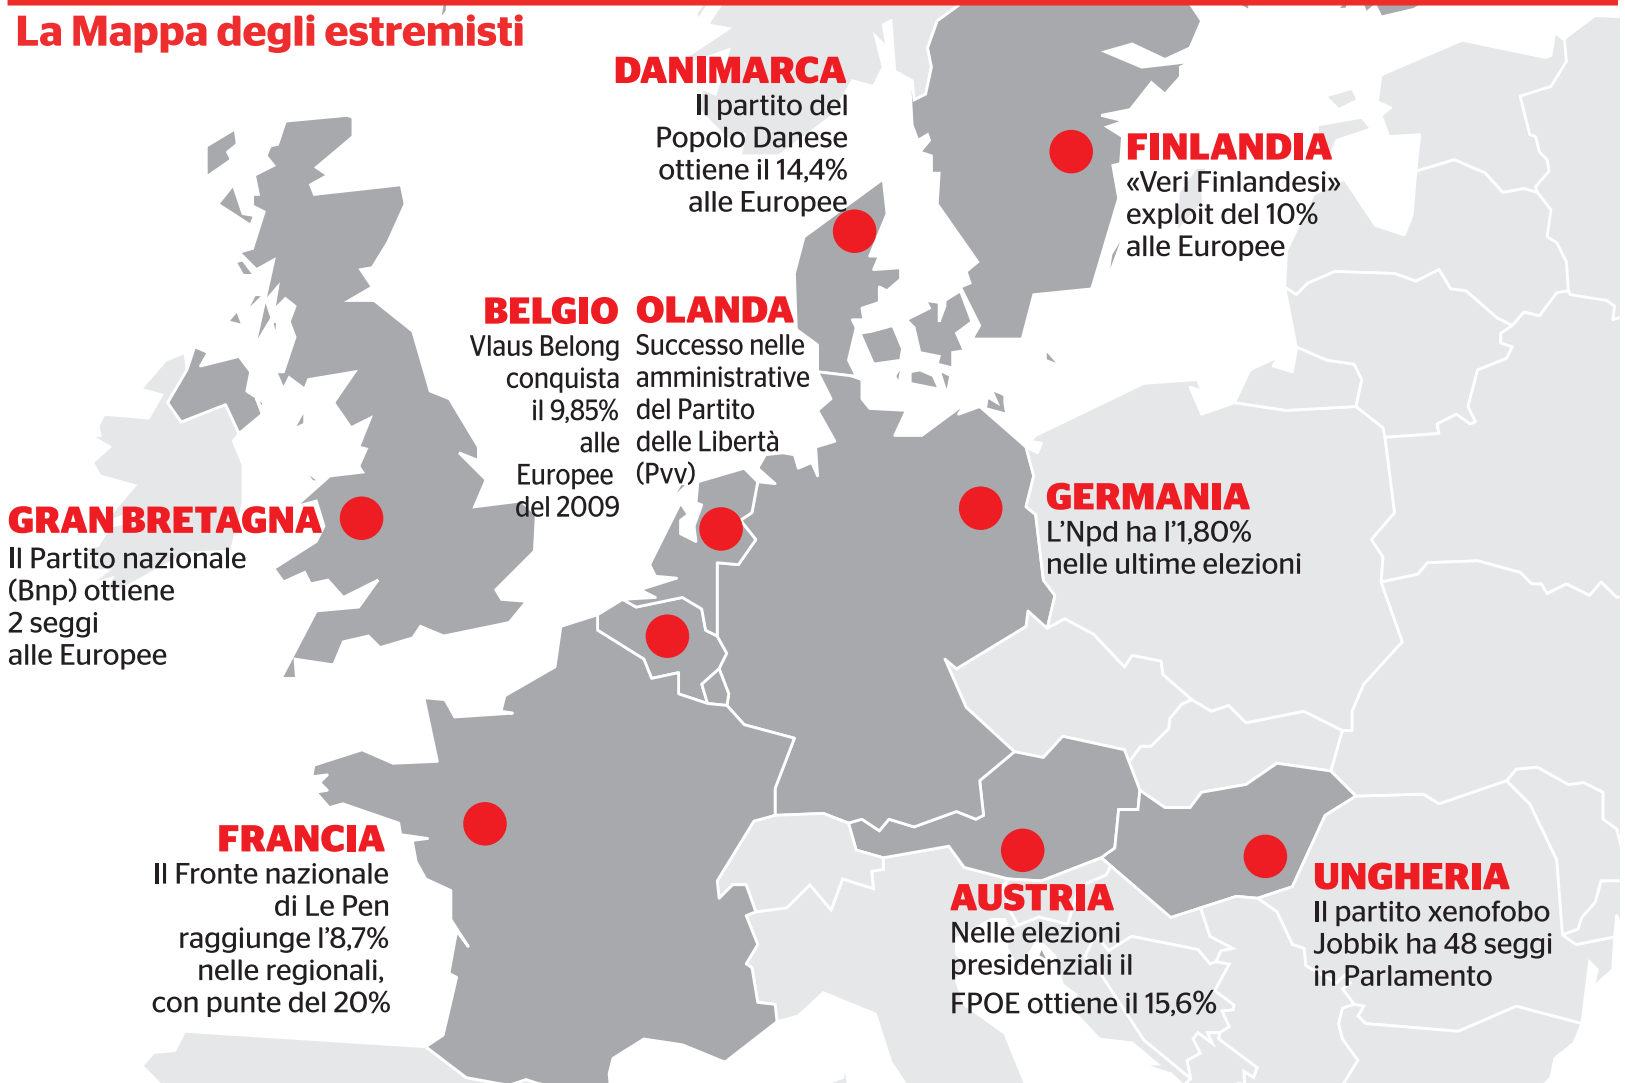 La Mappa degli estremisti
DANIMARCA
Il partito del
Popolo Danese
ottiene il 14,4%
alle Europee
FINLANDIA
«Veri Finlandesi»
exploit del 10%
alle Europee
BELGIO
Vlaus Belong
conquista
il 9,85%
alle
Europee
del 2009
OLANDA
Successo nelle
amministrative
del Partito
delle Libertà
(Pvv)
GRAN BRETAGNA
Il Partito nazionale
(Bnp) ottiene
2 seggi
alle Europee
GERMANIA
L’Npd ha l’1,80%
nelle ultime elezioni
FRANCIA
Il Fronte nazionale
di Le Pen
raggiunge l’8,7%
nelle regionali,
con punte del 20%
AUSTRIA
Nelle elezioni
presidenziali il
FPOE ottiene il 15,6%
UNGHERIA
Il partito xenofobo
Jobbik ha 48 seggi
in Parlamento